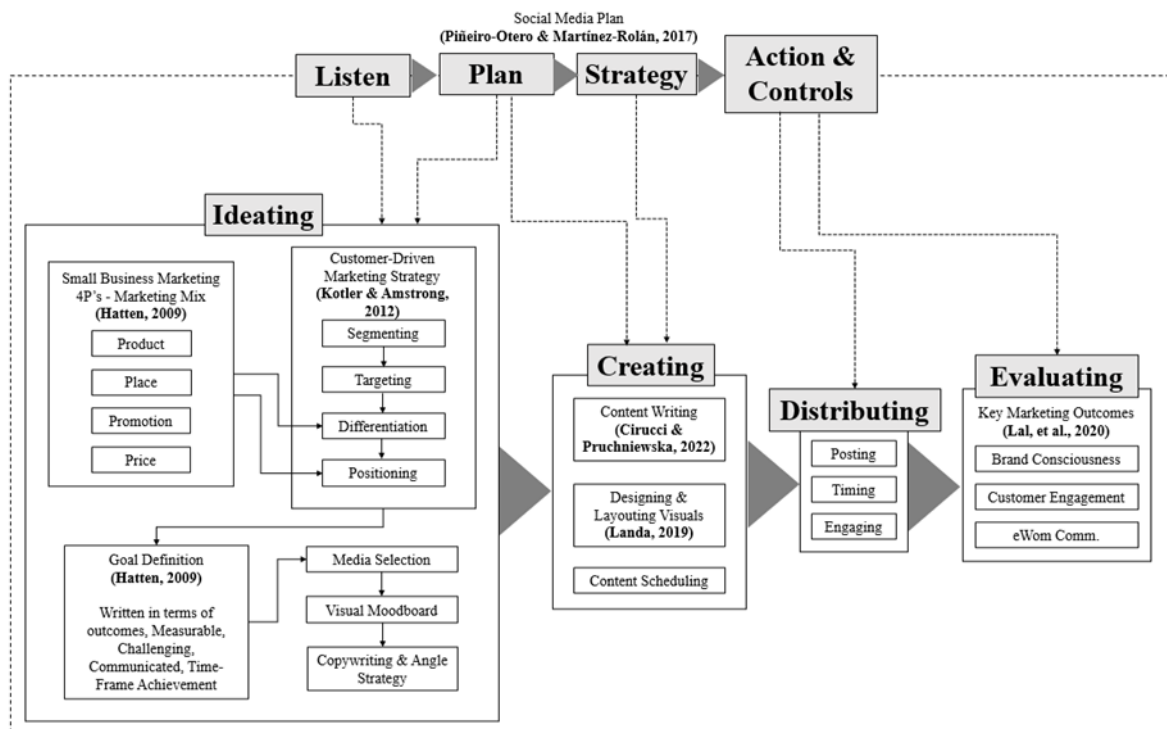 Social Media Plan
(Piñeiro-Otero & Martínez-Rolán, 2017)
Listen
Plan
Strategy
Action &
Controls
Ideating
Small Business Marketing
4P's - Marketing Mix
(Hatten, 2009)
Product
Place
Promotion
Price
Customer-Driven
Marketing Strategy
(Kotler & Amstrong,
2012)
Segmenting
Targeting
Differentiation
Positioning
Goal Definition
(Hatten, 2009)
Written in terms of
outcomes, Measurable,
Challenging,
Communicated, Time-
Frame Achievement
Media Selection
Visual Moodboard
Copywriting & Angle
Strategy
Creating
Content Writing
(Cirucci &
Pruchniewska, 2022)
Designing &
Layouting Visuals
(Landa, 2019)
Content Scheduling
Distributing
Posting
Timing
Engaging
Evaluating
Key Marketing Outcomes
(Lal, et al., 2020)
Brand Consciousness
Customer Engagement
eWom Comm.